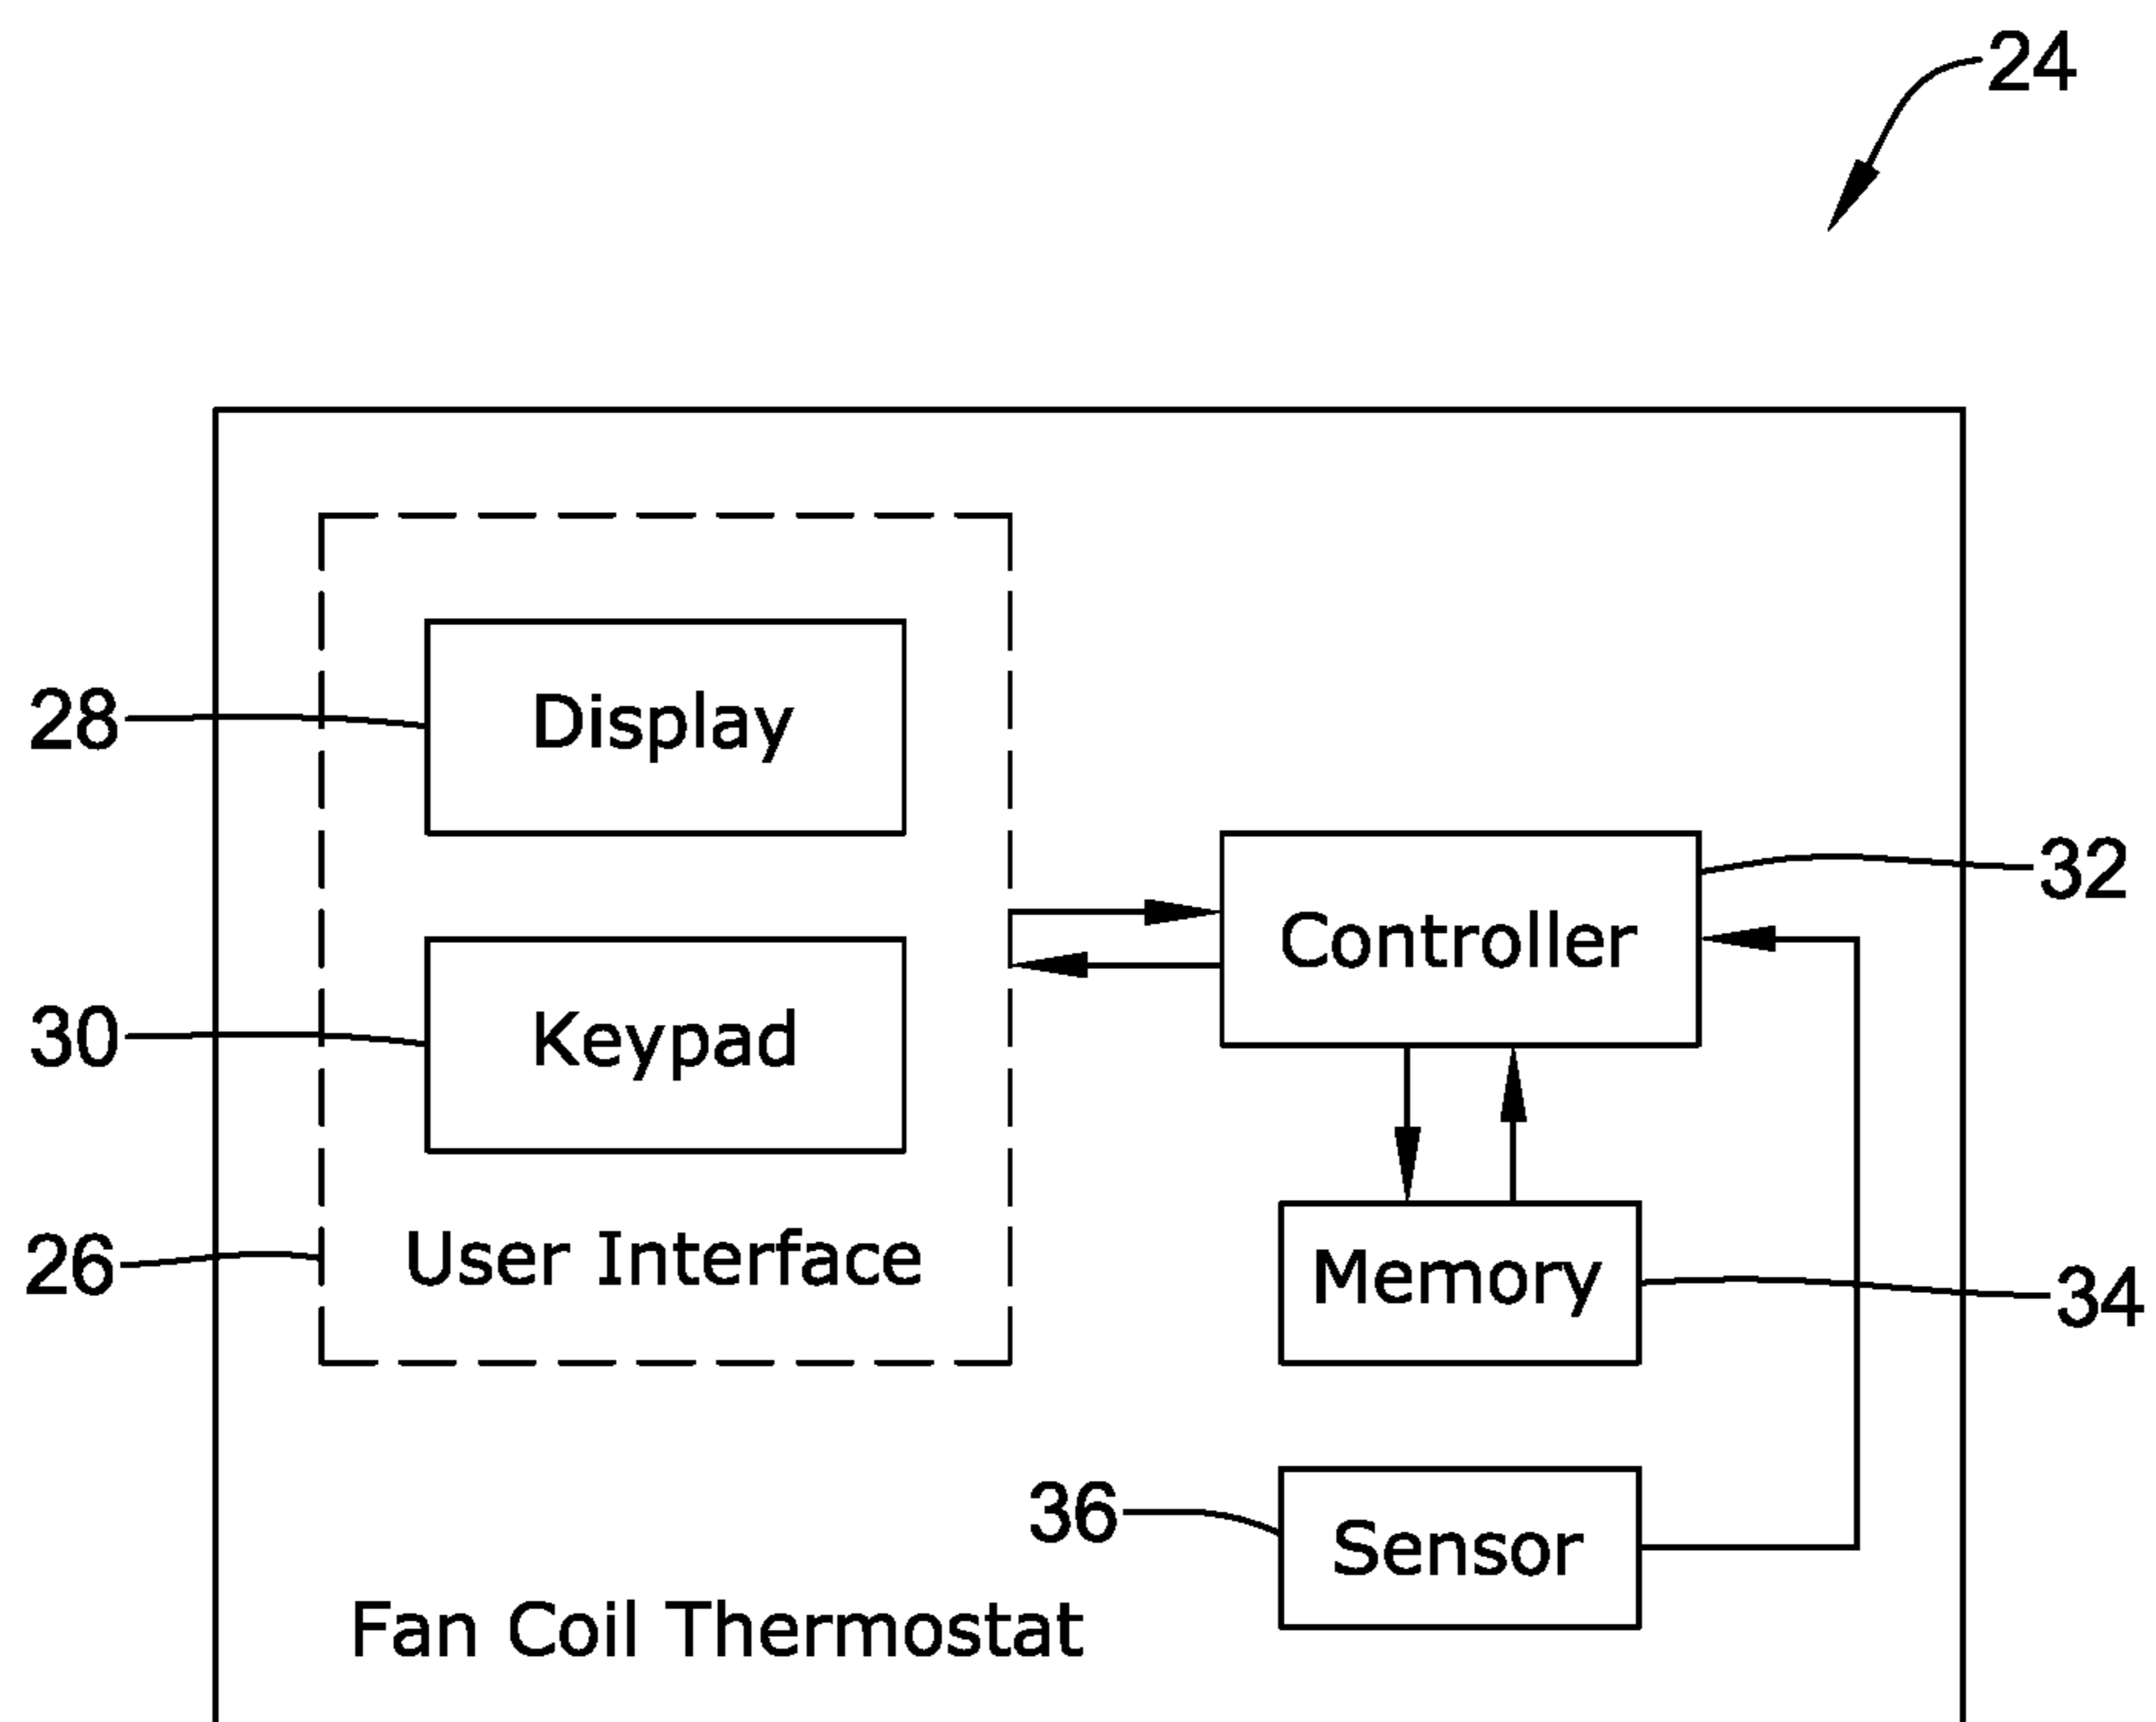 24
28
Display
32
Controller
30
Keypad
26
User Interface
Memory
34
36
Sensor
Fan Coil Thermostat